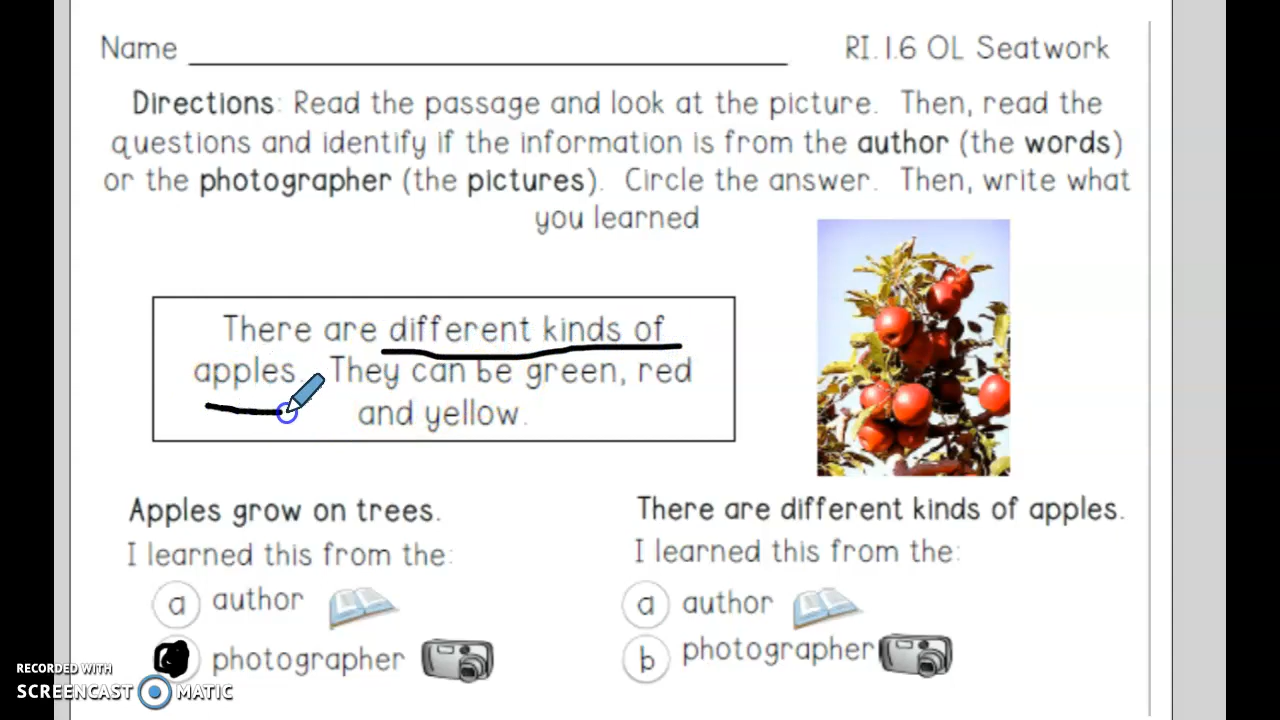 Name RI.1.6 OL Seatwork
Directions: Read the passage and look at the picture. Then, read the
questions and identify if the information is from the author (the words)
or the photographer (the pictures). Circle the answer. Then, write what
you learned
There are different kinds of
apples. They can be green, red
and yellow.
Apples grow on trees.
I learned this from the:
a author
photographer
There are different kinds of apples.
I learned this from the:
a author
b photographer
RECORDED WITH
SCREENCAST MATIC